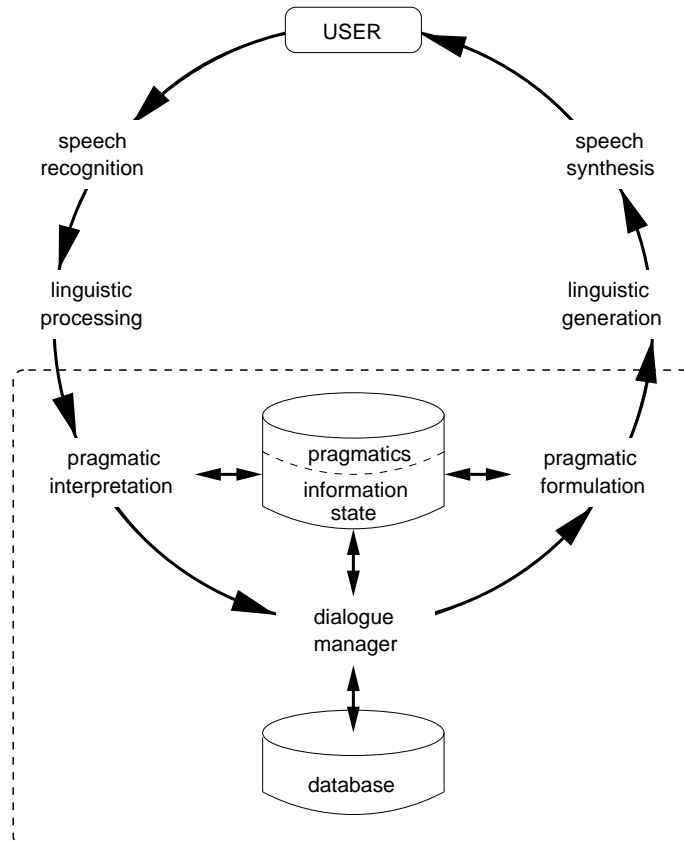 USER
speech
recognition
speech
synthesis
linguistic
processing
linguistic
generation
pragmatic
interpretation
pragmatics
information
state
pragmatic
formulation
dialogue
manager
database